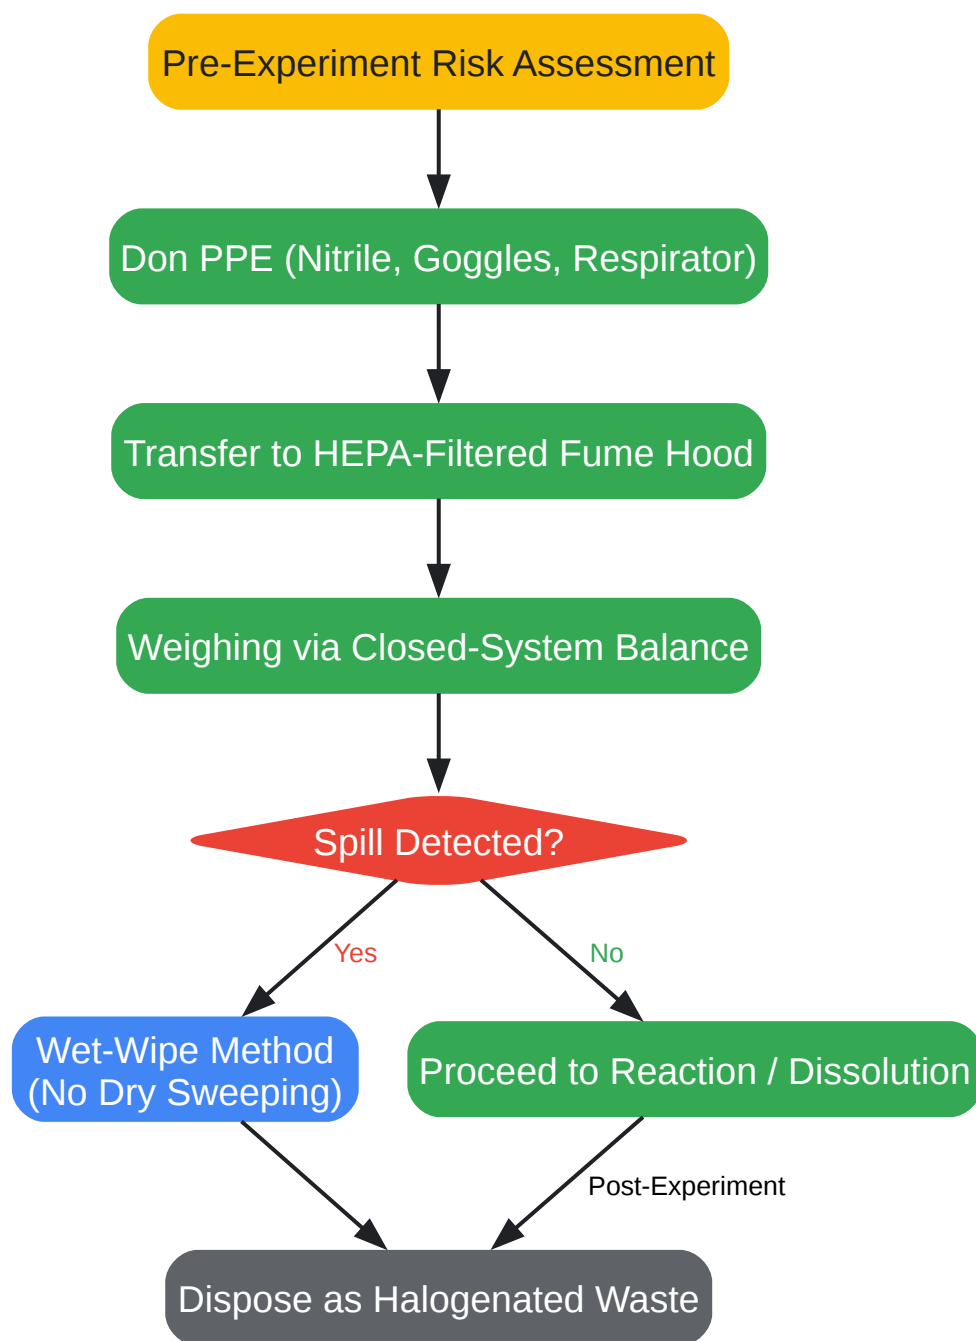 Pre-Experiment Risk Assessment
Don PPE (Nitrile, Goggles, Respirator)
Transfer to HEPA-Filtered Fume Hood
Weighing via Closed-System Balance
Spill Detected?
Yes
No
Wet-Wipe Method
(No Dry Sweeping)
Proceed to Reaction / Dissolution
Post-Experiment
Dispose as Halogenated Waste